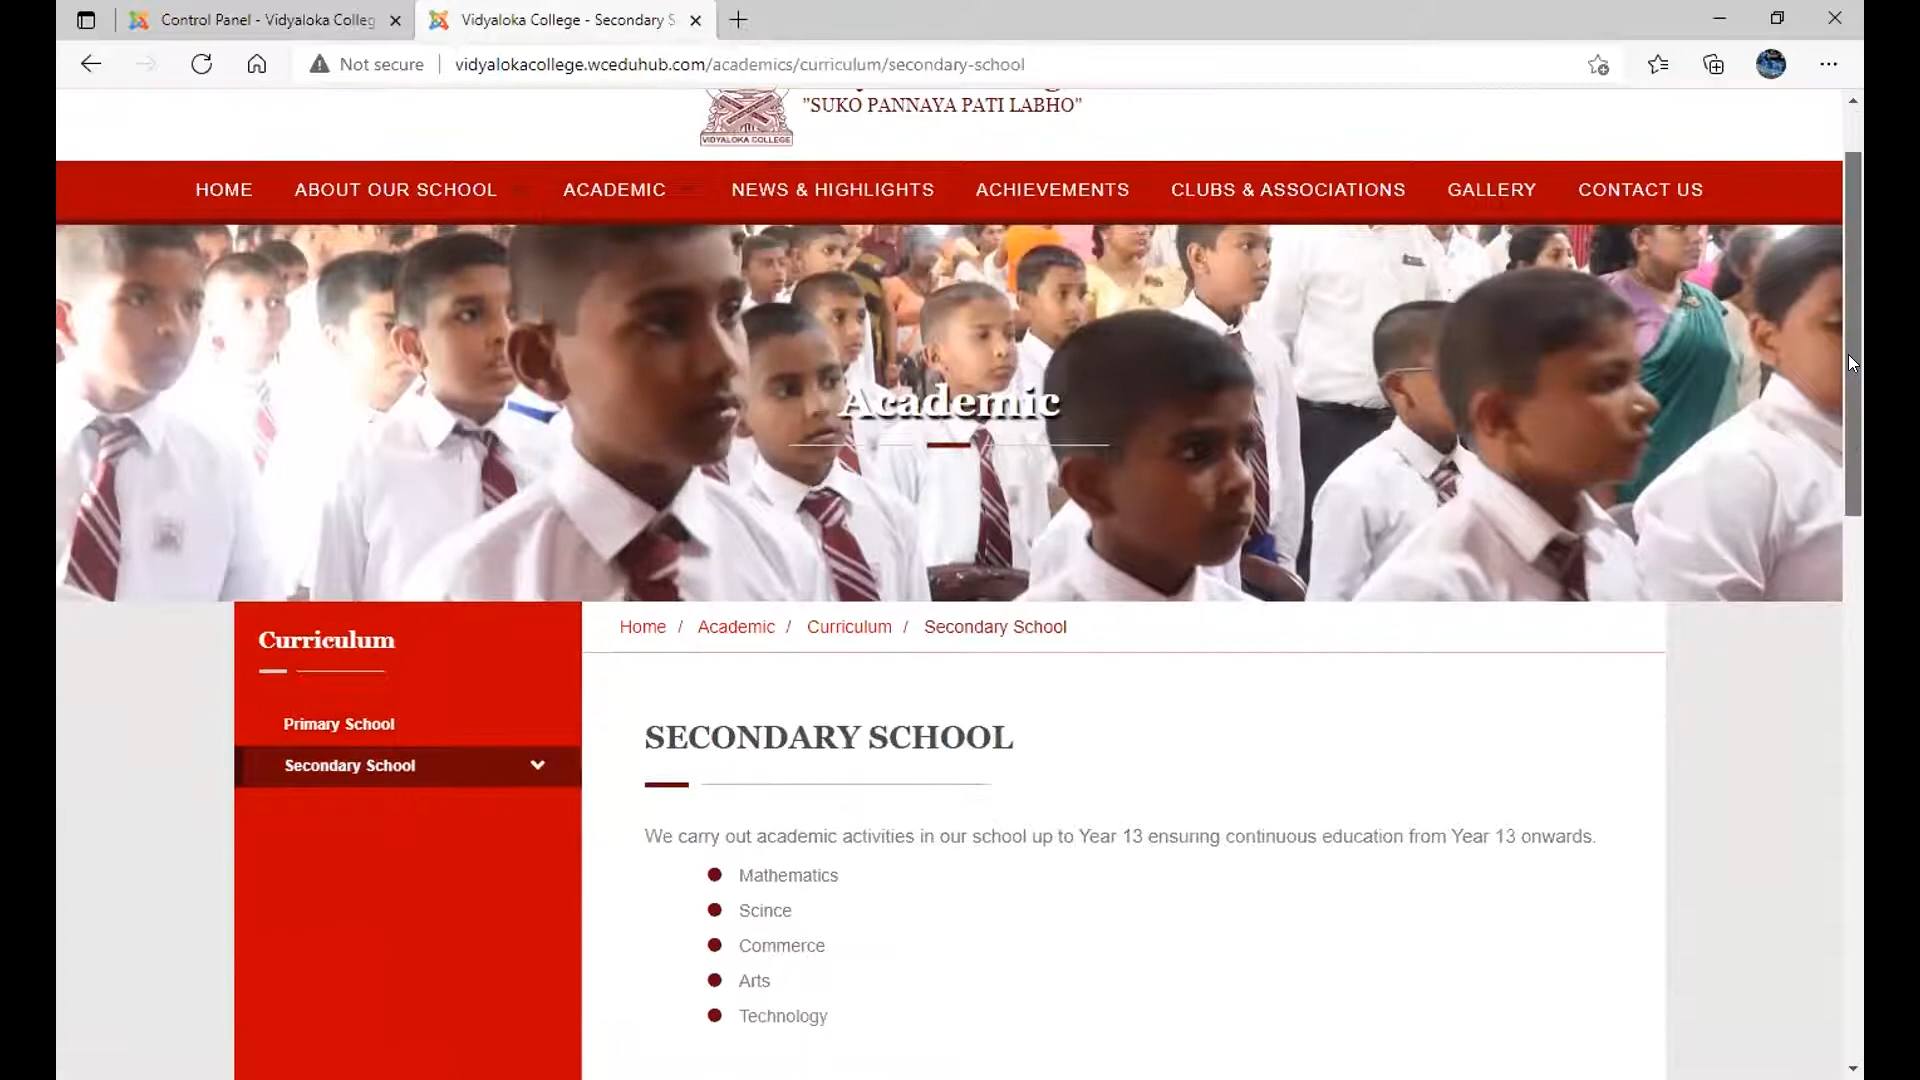 Control Panel - Vidyaloka Colleg
Vidyaloka College - Secondary S
Not secure
vidyalokacollege.wceduhub.com/academics/curriculum/secondary-school
"SUKO PANNAYA PATI LABHO"
VIDYALOKA COLLEGE
HOME ABOUT OUR SCHOOL ACADEMIC NEWS & HIGHLIGHTS ACHIEVEMENTS CLUBS & ASSOCIATIONS GALLERY CONTACT US
Academic
Curriculum
Primary School
Secondary School
Home / Academic / Curriculum / Secondary School
SECONDARY SCHOOL
We carry out academic activities in our school up to Year 13 ensuring continuous education from Year 13 onwards.
Mathematics
Scince
Commerce
Arts
Technology